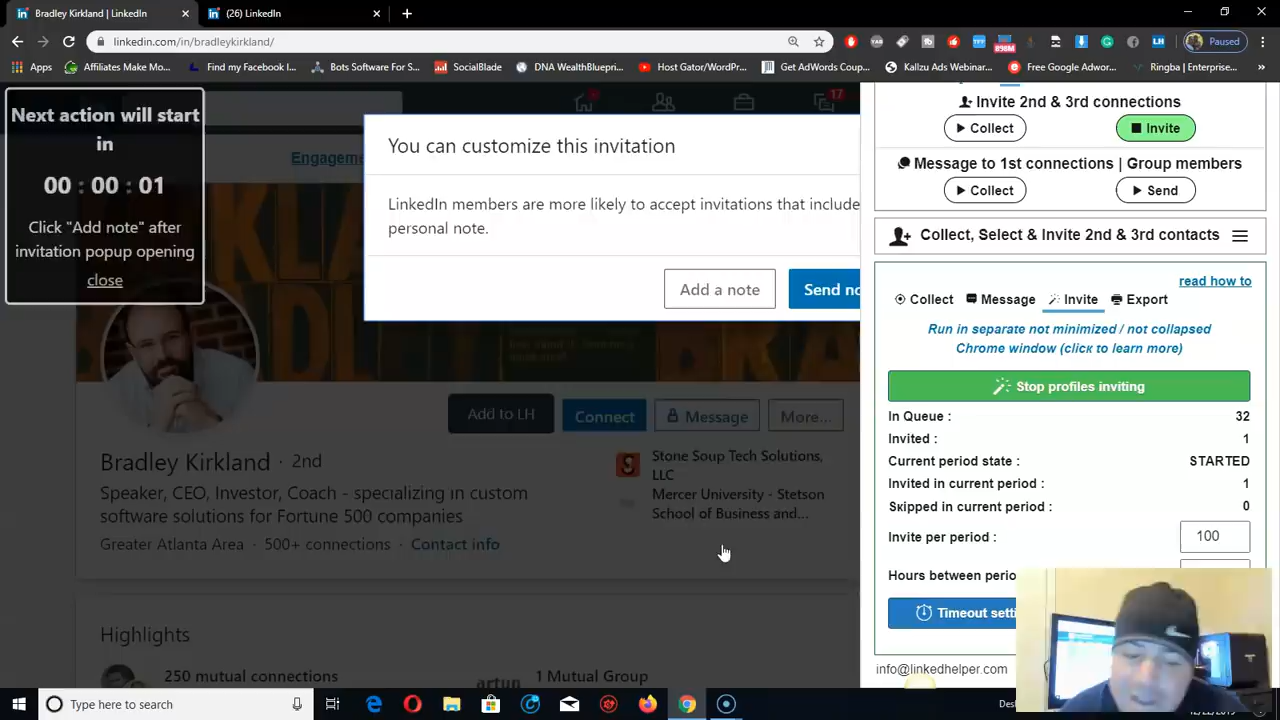 Bradley Kirkland | LinkedIn
(26) LinkedIn
linkedin.com/in/bradleykirkland/
Paused
Apps
Affiliates Make Mo...
Find my Facebook I...
Bots Software For S...
SocialBlade
DNA WealthBluepri...
Host Gator/WordPr...
Get AdWords Coup...
Kallzu Ads Webinar...
Free Google Adwor...
Ringba | Enterprise...
Next action will start
in
00 : 00 : 01
Click "Add note" after
invitation popup opening
close
17
Engageme
You can customize this invitation
LinkedIn members are more likely to accept invitations that include
personal note.
Add a note
Send no
Add to LH
Connect
Message
More...
Bradley Kirkland · 2nd
Speaker, CEO, Investor, Coach - specializing in custom
software solutions for Fortune 500 companies
Greater Atlanta Area · 500+ connections · Contact info
Stone Soup Tech Solutions,
LLC
Mercer University - Stetson
School of Business and...
Highlights
250 mutual connections
1 Mutual Group
Invite 2nd & 3rd connections
Collect
Invite
Message to 1st connections | Group members
Collect
Send
Collect, Select & Invite 2nd & 3rd contacts
read how to
Collect
Message
Invite
Export
Run in separate not minimized / not collapsed
Chrome window (click to learn more)
Stop profiles inviting
In Queue : 32
Invited : 1
Current period state : STARTED
Invited in current period : 1
Skipped in current period : 0
Invite per period : 100
Hours between perio
Timeout setti
info@linkedhelper.com
Type here to search